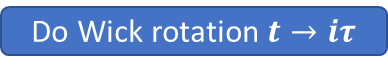 Do Wick rotation t → iτ